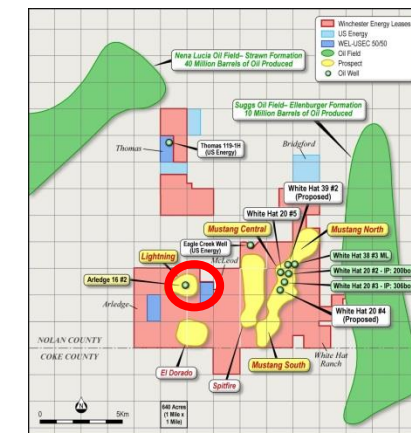 Winchester Energy Leases
US Energy
WEL-USEC 50/50
Oil Field
Prospect
Oil Well
Nena Lucia Oil Field– Strawn Formation
40 Million Barrels of Oil Produced
Suggs Oil Field– Ellenburger Formation
10 Million Barrels of Oil Produced
Thomas
Thomas 119-1H
(US Energy)
Bridgford
White Hat 39 #2
(Proposed)
White Hat 20 #5
Mustang Central
Mustang North
Eagle Creek Well
(US Energy)
Lightning
McLeod
White Hat 38 #3 ML
Arledge 16 #2
White Hat 20 #2 - IP: 200bo
White Hat 20 #3 - IP: 306bo
Arledge
White Hat 20 #4
(Proposed)
NOLAN COUNTY
COKE COUNTY
White Hat
Ranch
El Dorado
Spitfire
Mustang South
0
5Km
640 Acres
(1 Mile x
1 Mile)